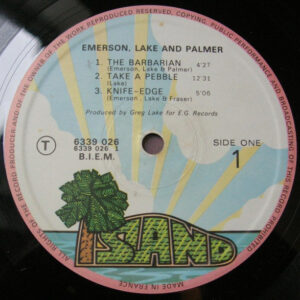 EMERSON, LAKE AND PALMER
1. THE BARBARIAN 4'27
(Emerson, Lake & Palmer)
2. TAKE A PEBBLE 12'31
(Lake)
3. KNIFE-EDGE 5'06
(Emerson, Lake & Fraser)
Produced by Greg Lake for E.G. Records
T
6339 026
6339 026 1
B.I.E.M.
SIDE ONE
1
ISLAND
ALL RIGHTS OF THE RECORD PRODUCER AND OF THE OWNER OF THE WORK REPRODUCED RESERVED. COPYING, PUBLIC PERFORMANCE AND BROADCASTING OF THIS RECORD PROHIBITED
MADE IN FRANCE